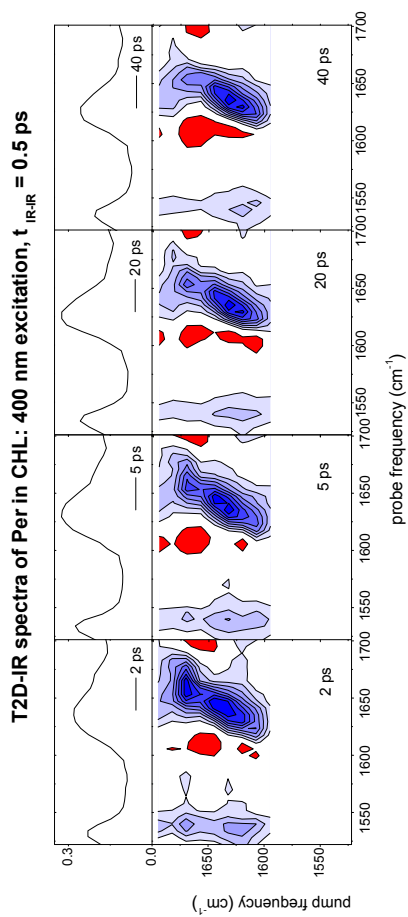 T2D-IR spectra of Per in CHL: 400 nm excitation, t IR-IR = 0.5 ps
0.3
0.0
2 ps
5 ps
20 ps
40 ps
pump frequency (cm-1)
1650
1600
1550
2 ps
5 ps
20 ps
40 ps
1550
1600
1650
1700
1550
1600
1650
1700
1550
1600
1650
1700
1550
1600
1650
1700
probe frequency (cm-1)